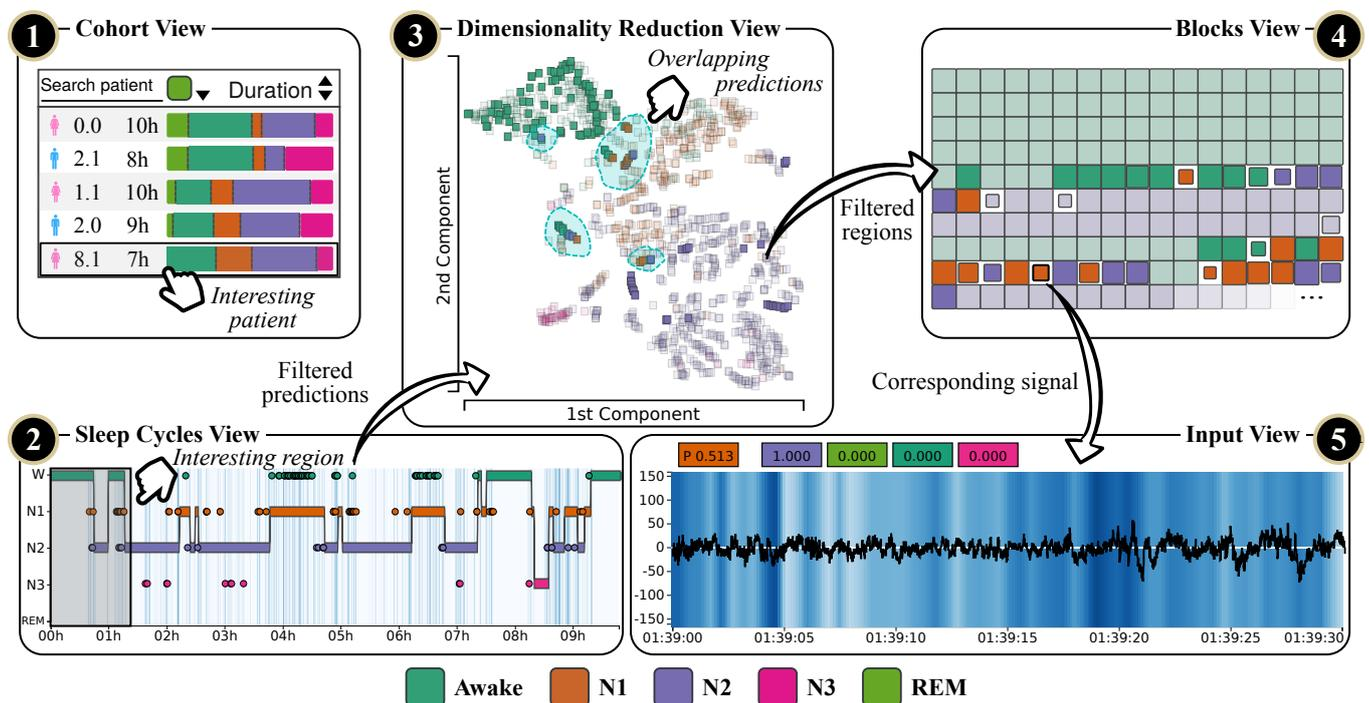 1 Cohort View
Search patient Duration
0.0 10h
2.1 8h
1.1 10h
2.0 9h
8.1 7h
Interesting
patient
3 Dimensionality Reduction View
Overlapping
predictions
2nd Component
1st Component
Filtered
regions
Blocks View 4
...
Corresponding signal
Filtered
predictions
2 Sleep Cycles View
Interesting region
W
N1
N2
N3
REM
00h 01h 02h 03h 04h 05h 06h 07h 08h 09h
Input View 5
P 0.513 1.000 0.000 0.000 0.000
150
100
50
0
-50
-100
-150
01:39:00 01:39:05 01:39:10 01:39:15 01:39:20 01:39:25 01:39:30
Awake N1 N2 N3 REM